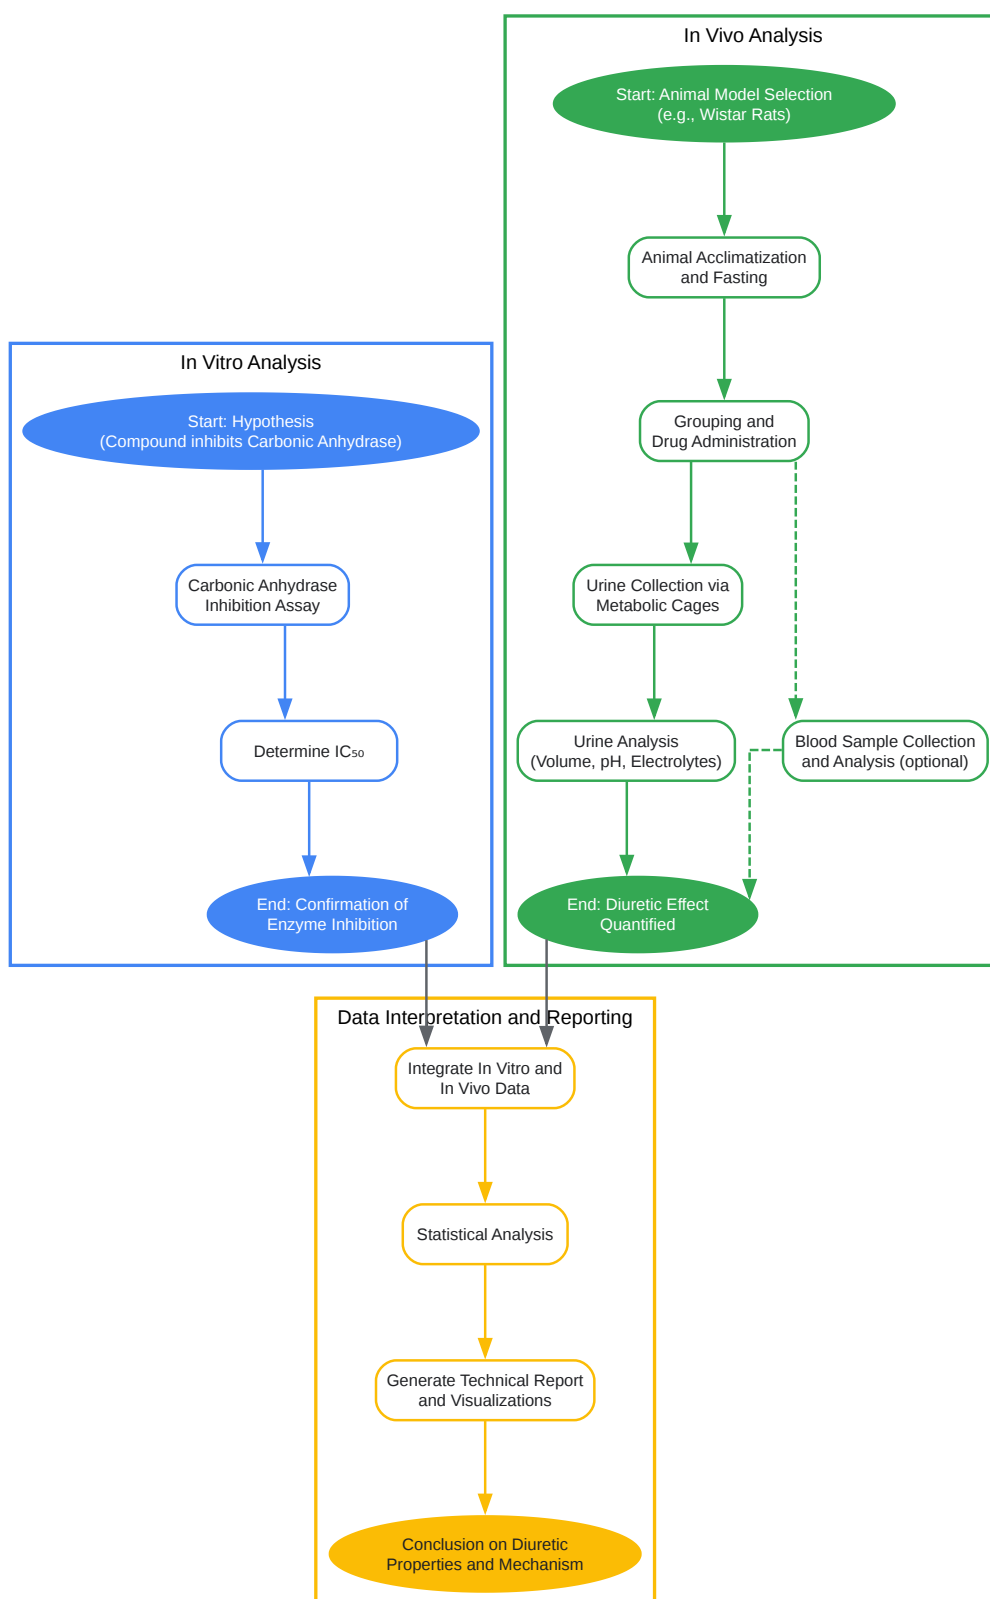 In Vivo Analysis
Start: Animal Model Selection
(e.g., Wistar Rats)
Animal Acclimatization
and Fasting
Grouping and
Drug Administration
Urine Collection via
Metabolic Cages
Urine Analysis
(Volume, pH, Electrolytes)
Blood Sample Collection
and Analysis (optional)
End: Diuretic Effect
Quantified
In Vitro Analysis
Start: Hypothesis
(Compound inhibits Carbonic Anhydrase)
Carbonic Anhydrase
Inhibition Assay
Determine IC₅₀
End: Confirmation of
Enzyme Inhibition
Data Interpretation and Reporting
Integrate In Vitro and
In Vivo Data
Statistical Analysis
Generate Technical Report
and Visualizations
Conclusion on Diuretic
Properties and Mechanism